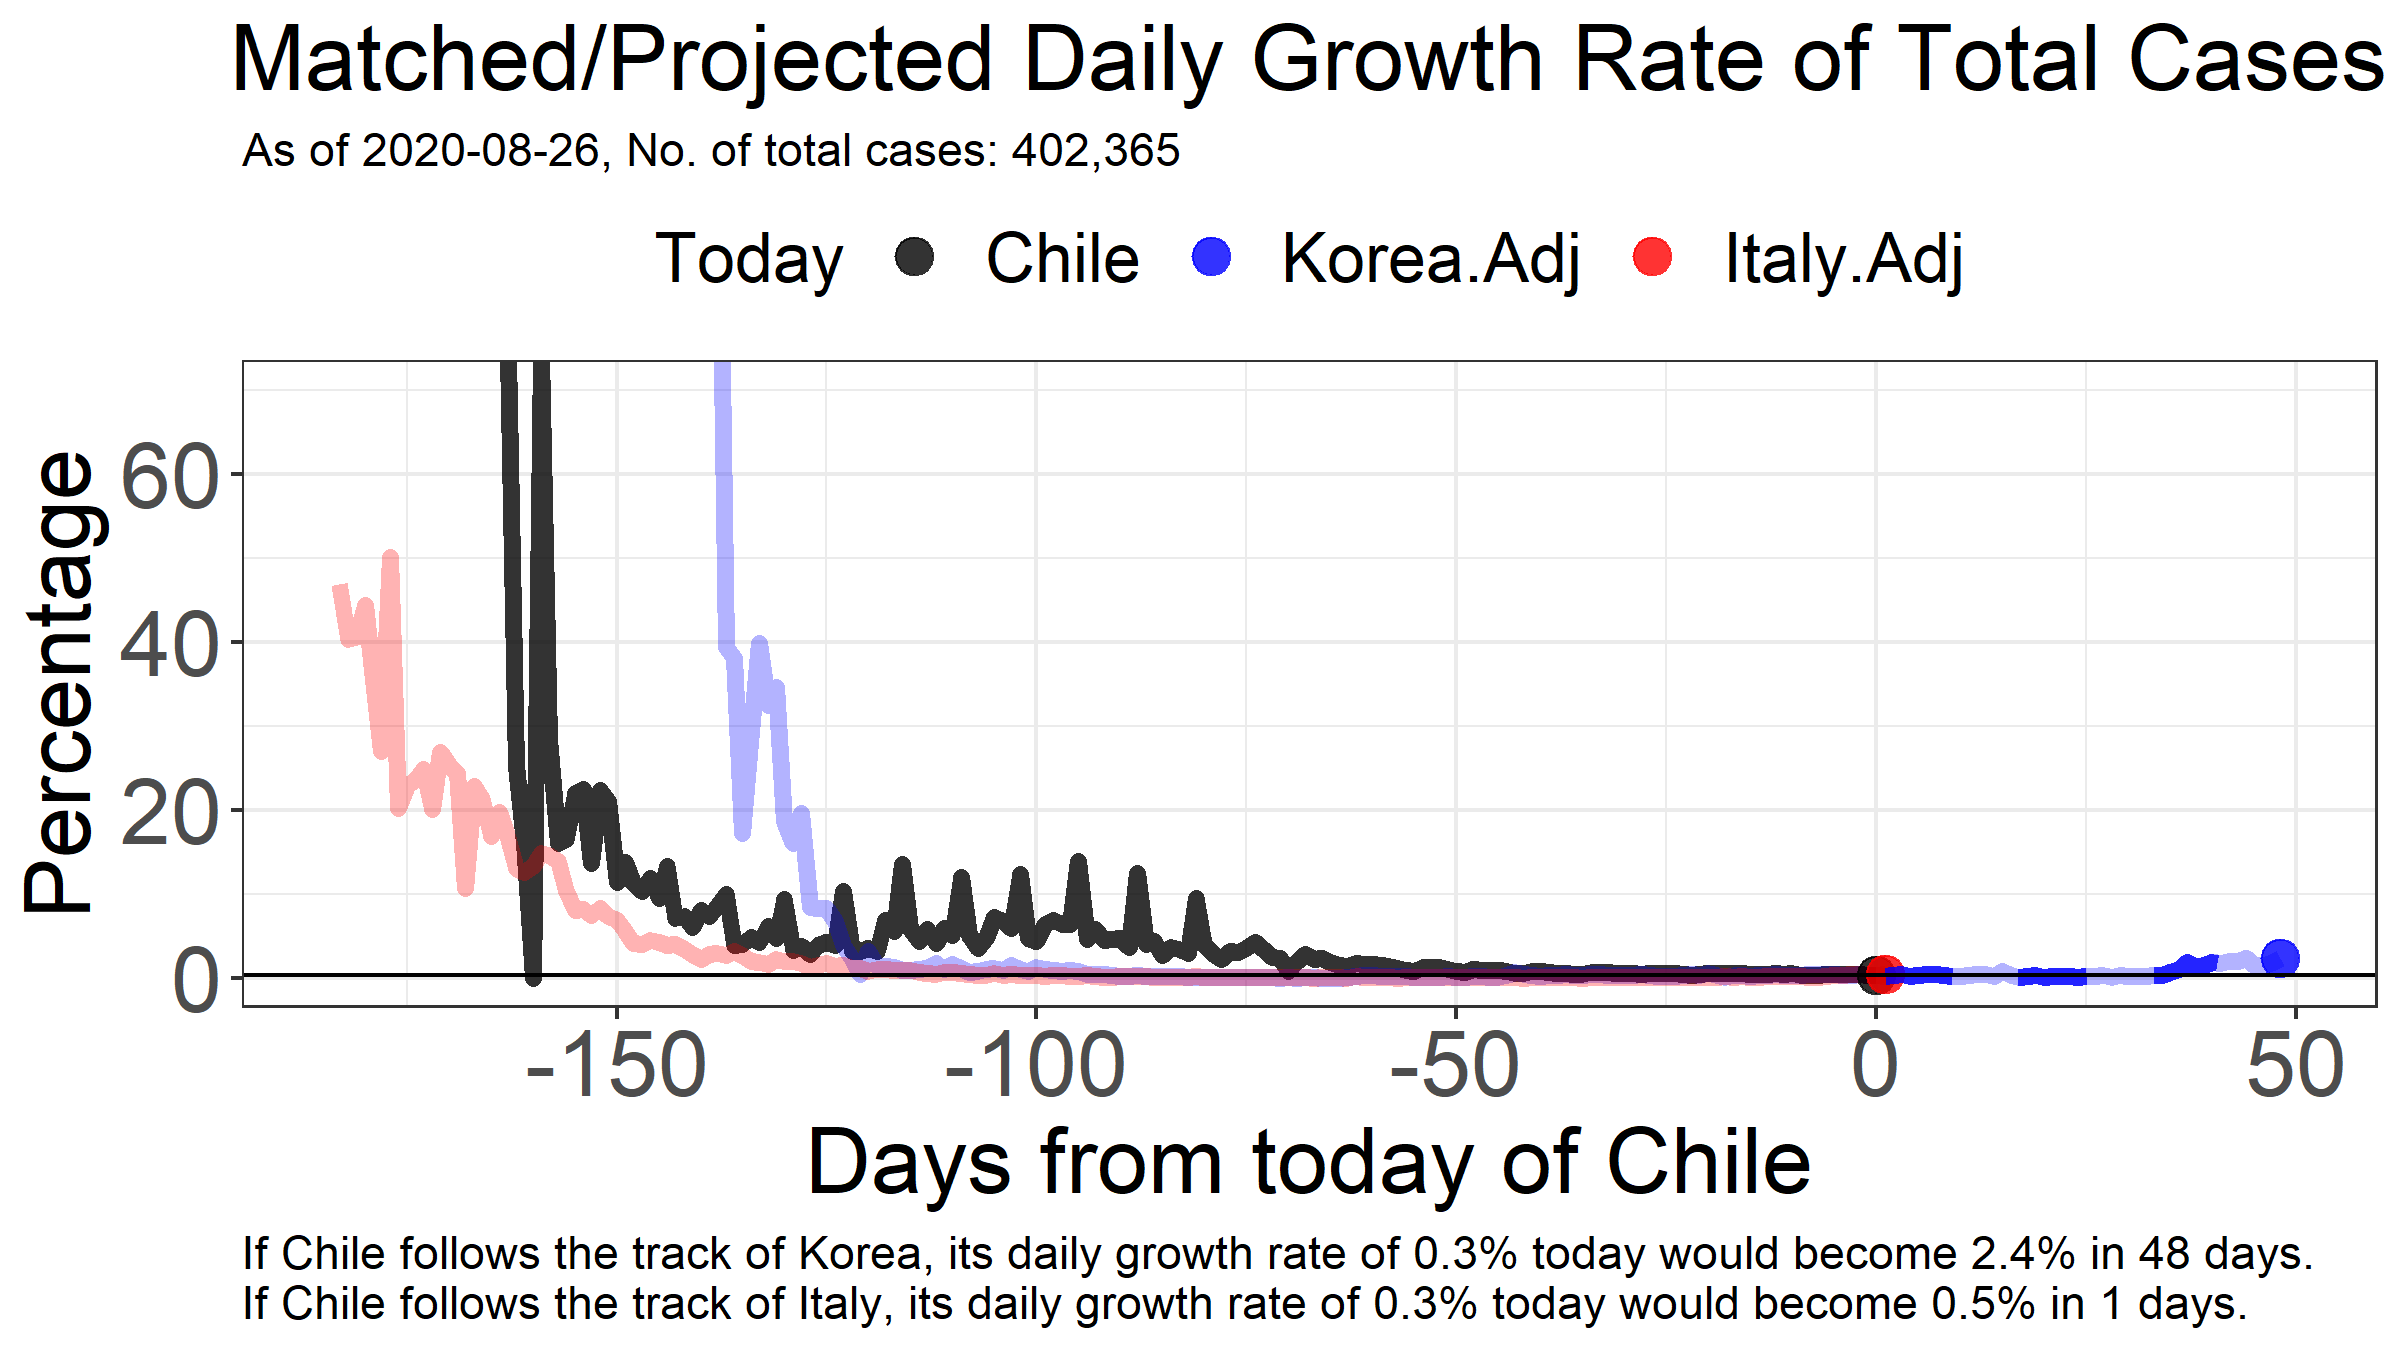 Matched/Projected Daily Growth Rate of Total Cases
As of 2020-08-26, No. of total cases: 402,365
Today Chile Korea.Adj Italy.Adj
Percentage
60
40
20
0
-150 -100 -50 0 50
Days from today of Chile
If Chile follows the track of Korea, its daily growth rate of 0.3% today would become 2.4% in 48 days.
If Chile follows the track of Italy, its daily growth rate of 0.3% today would become 0.5% in 1 days.